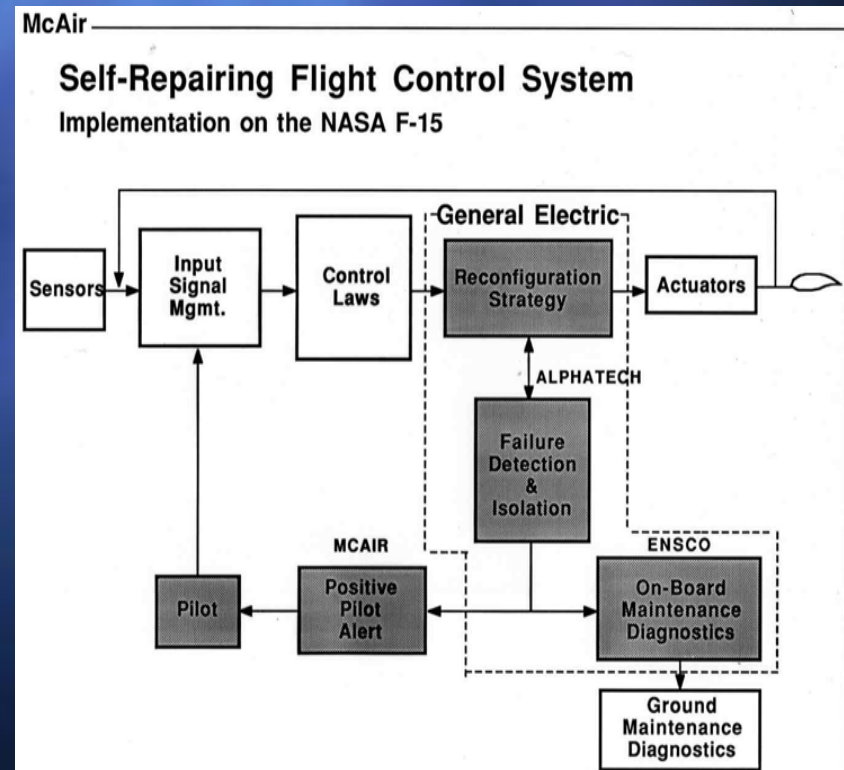 McAir
Self-Repairing Flight Control System
Implementation on the NASA F-15
General Electric
Sensors
Input
Signal
Mgmt.
Control
Laws
Reconfiguration
Strategy
Actuators
ALPHATECH
Failure
Detection
&
Isolation
MCAIR
ENSCO
Pilot
Positive
Pilot
Alert
On-Board
Maintenance
Diagnostics
Ground
Maintenance
Diagnostics